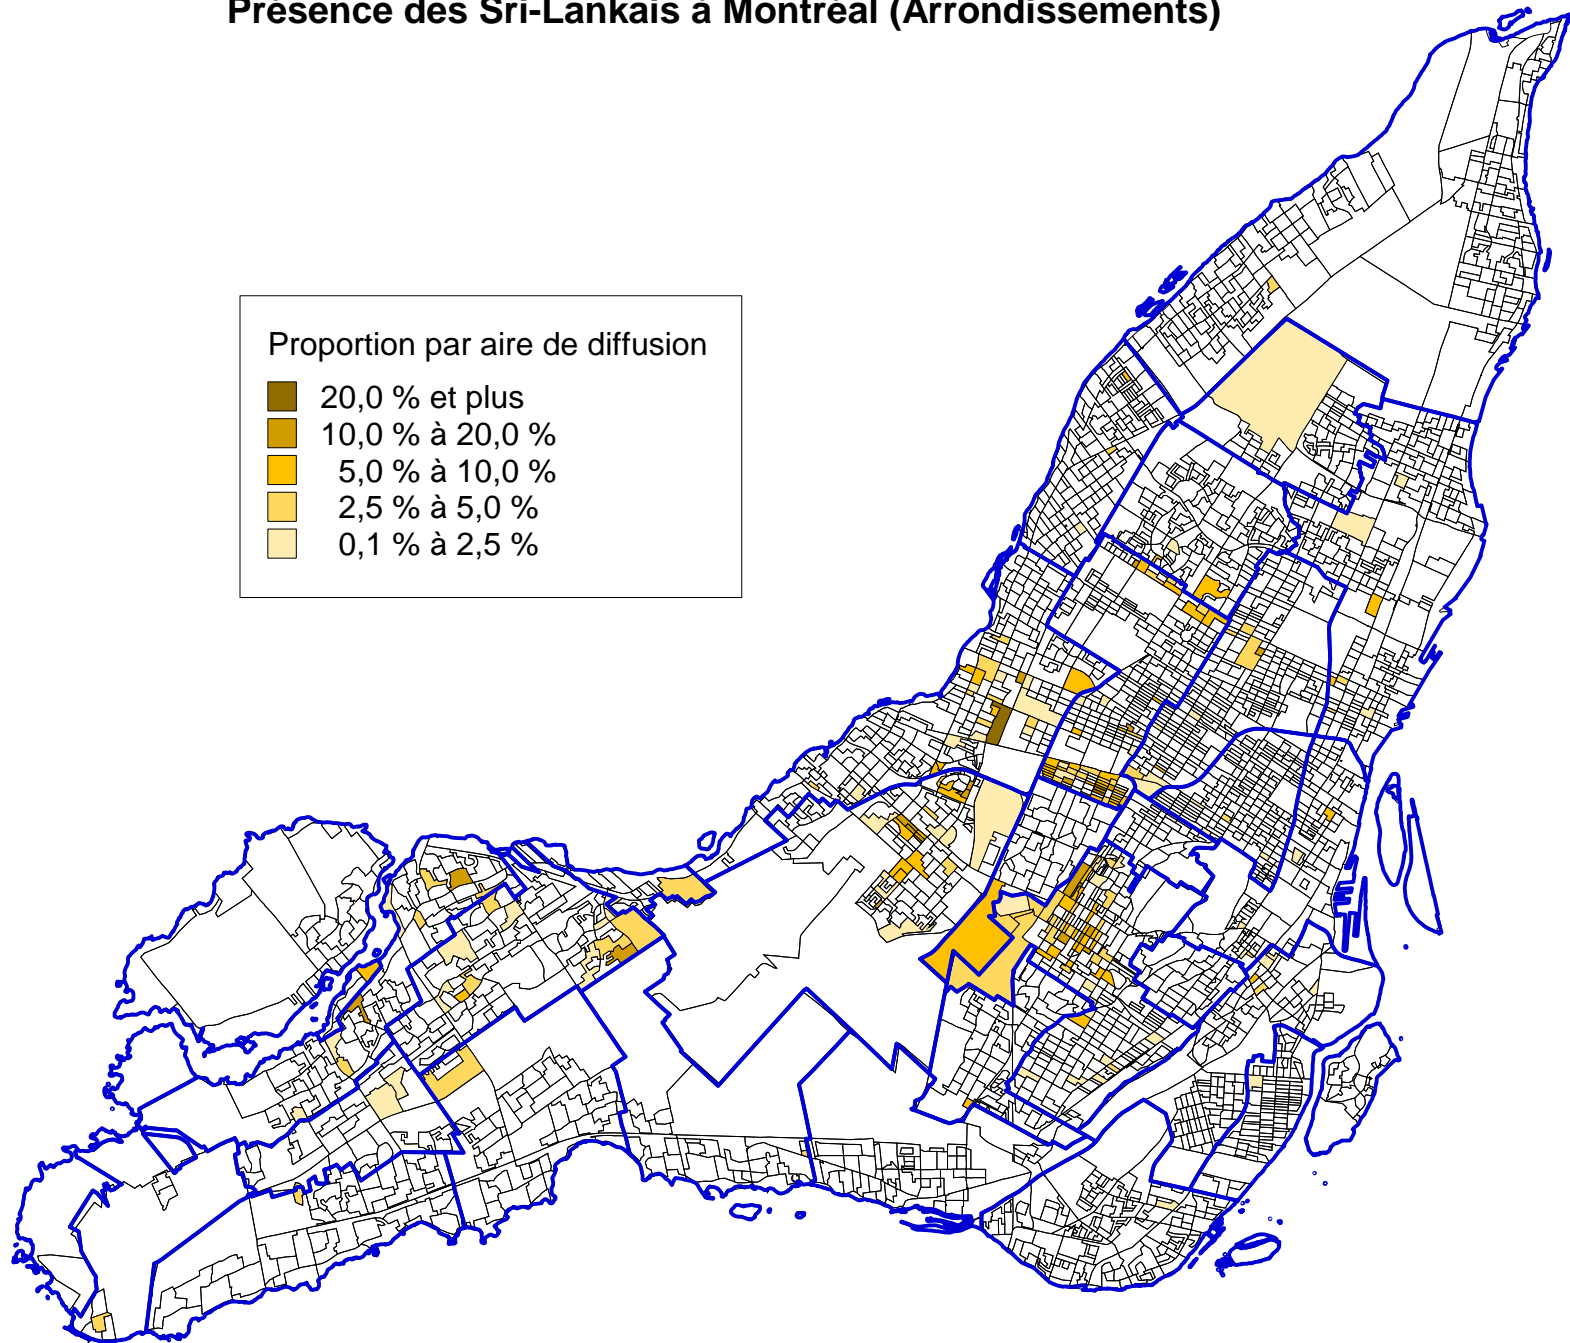 Présence des Sri-Lankais à Montréal (Arrondissements)
Proportion par aire de diffusion
20,0 % et plus
10,0 % à 20,0 %
5,0 % à 10,0 %
2,5 % à 5,0 %
0,1 % à 2,5 %